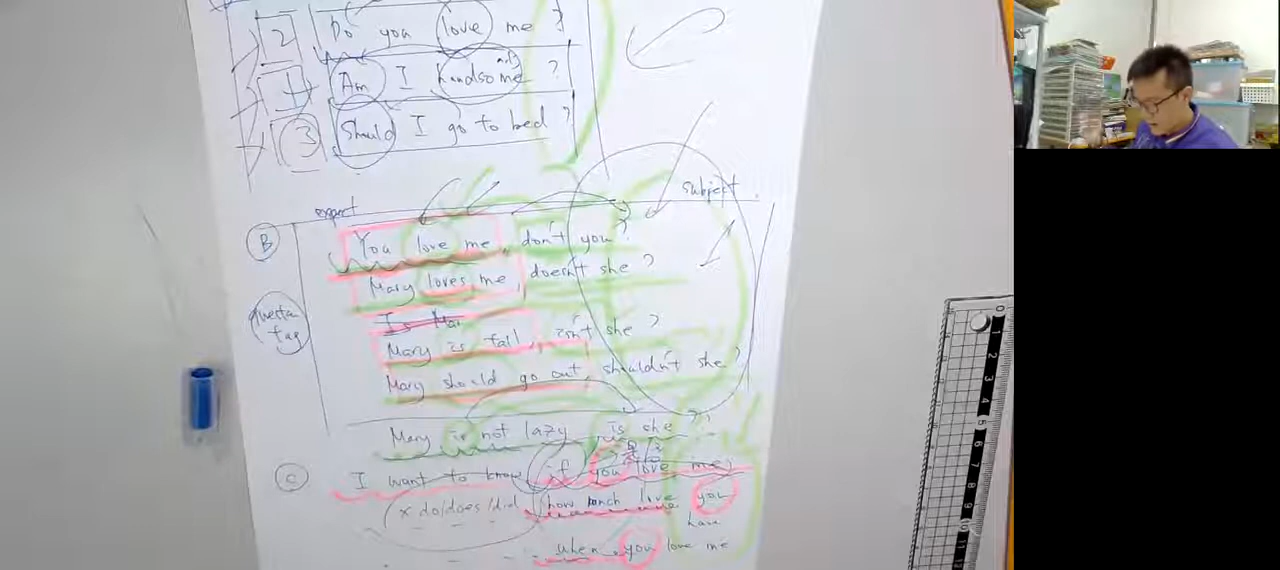 2 Do you love me ?
1 Am I handsome adj ?
3 Should I go to bed ?
subject
expect
B You love me, don't you?
Mary loves me, doesn't she ?
tag
Mary is tall, isn't she ?
Mary should go out, shouldn't she?
Mary is not lazy, is she ?
C I want to know if you love me,
x do/does/did how much love you
have
when you love me